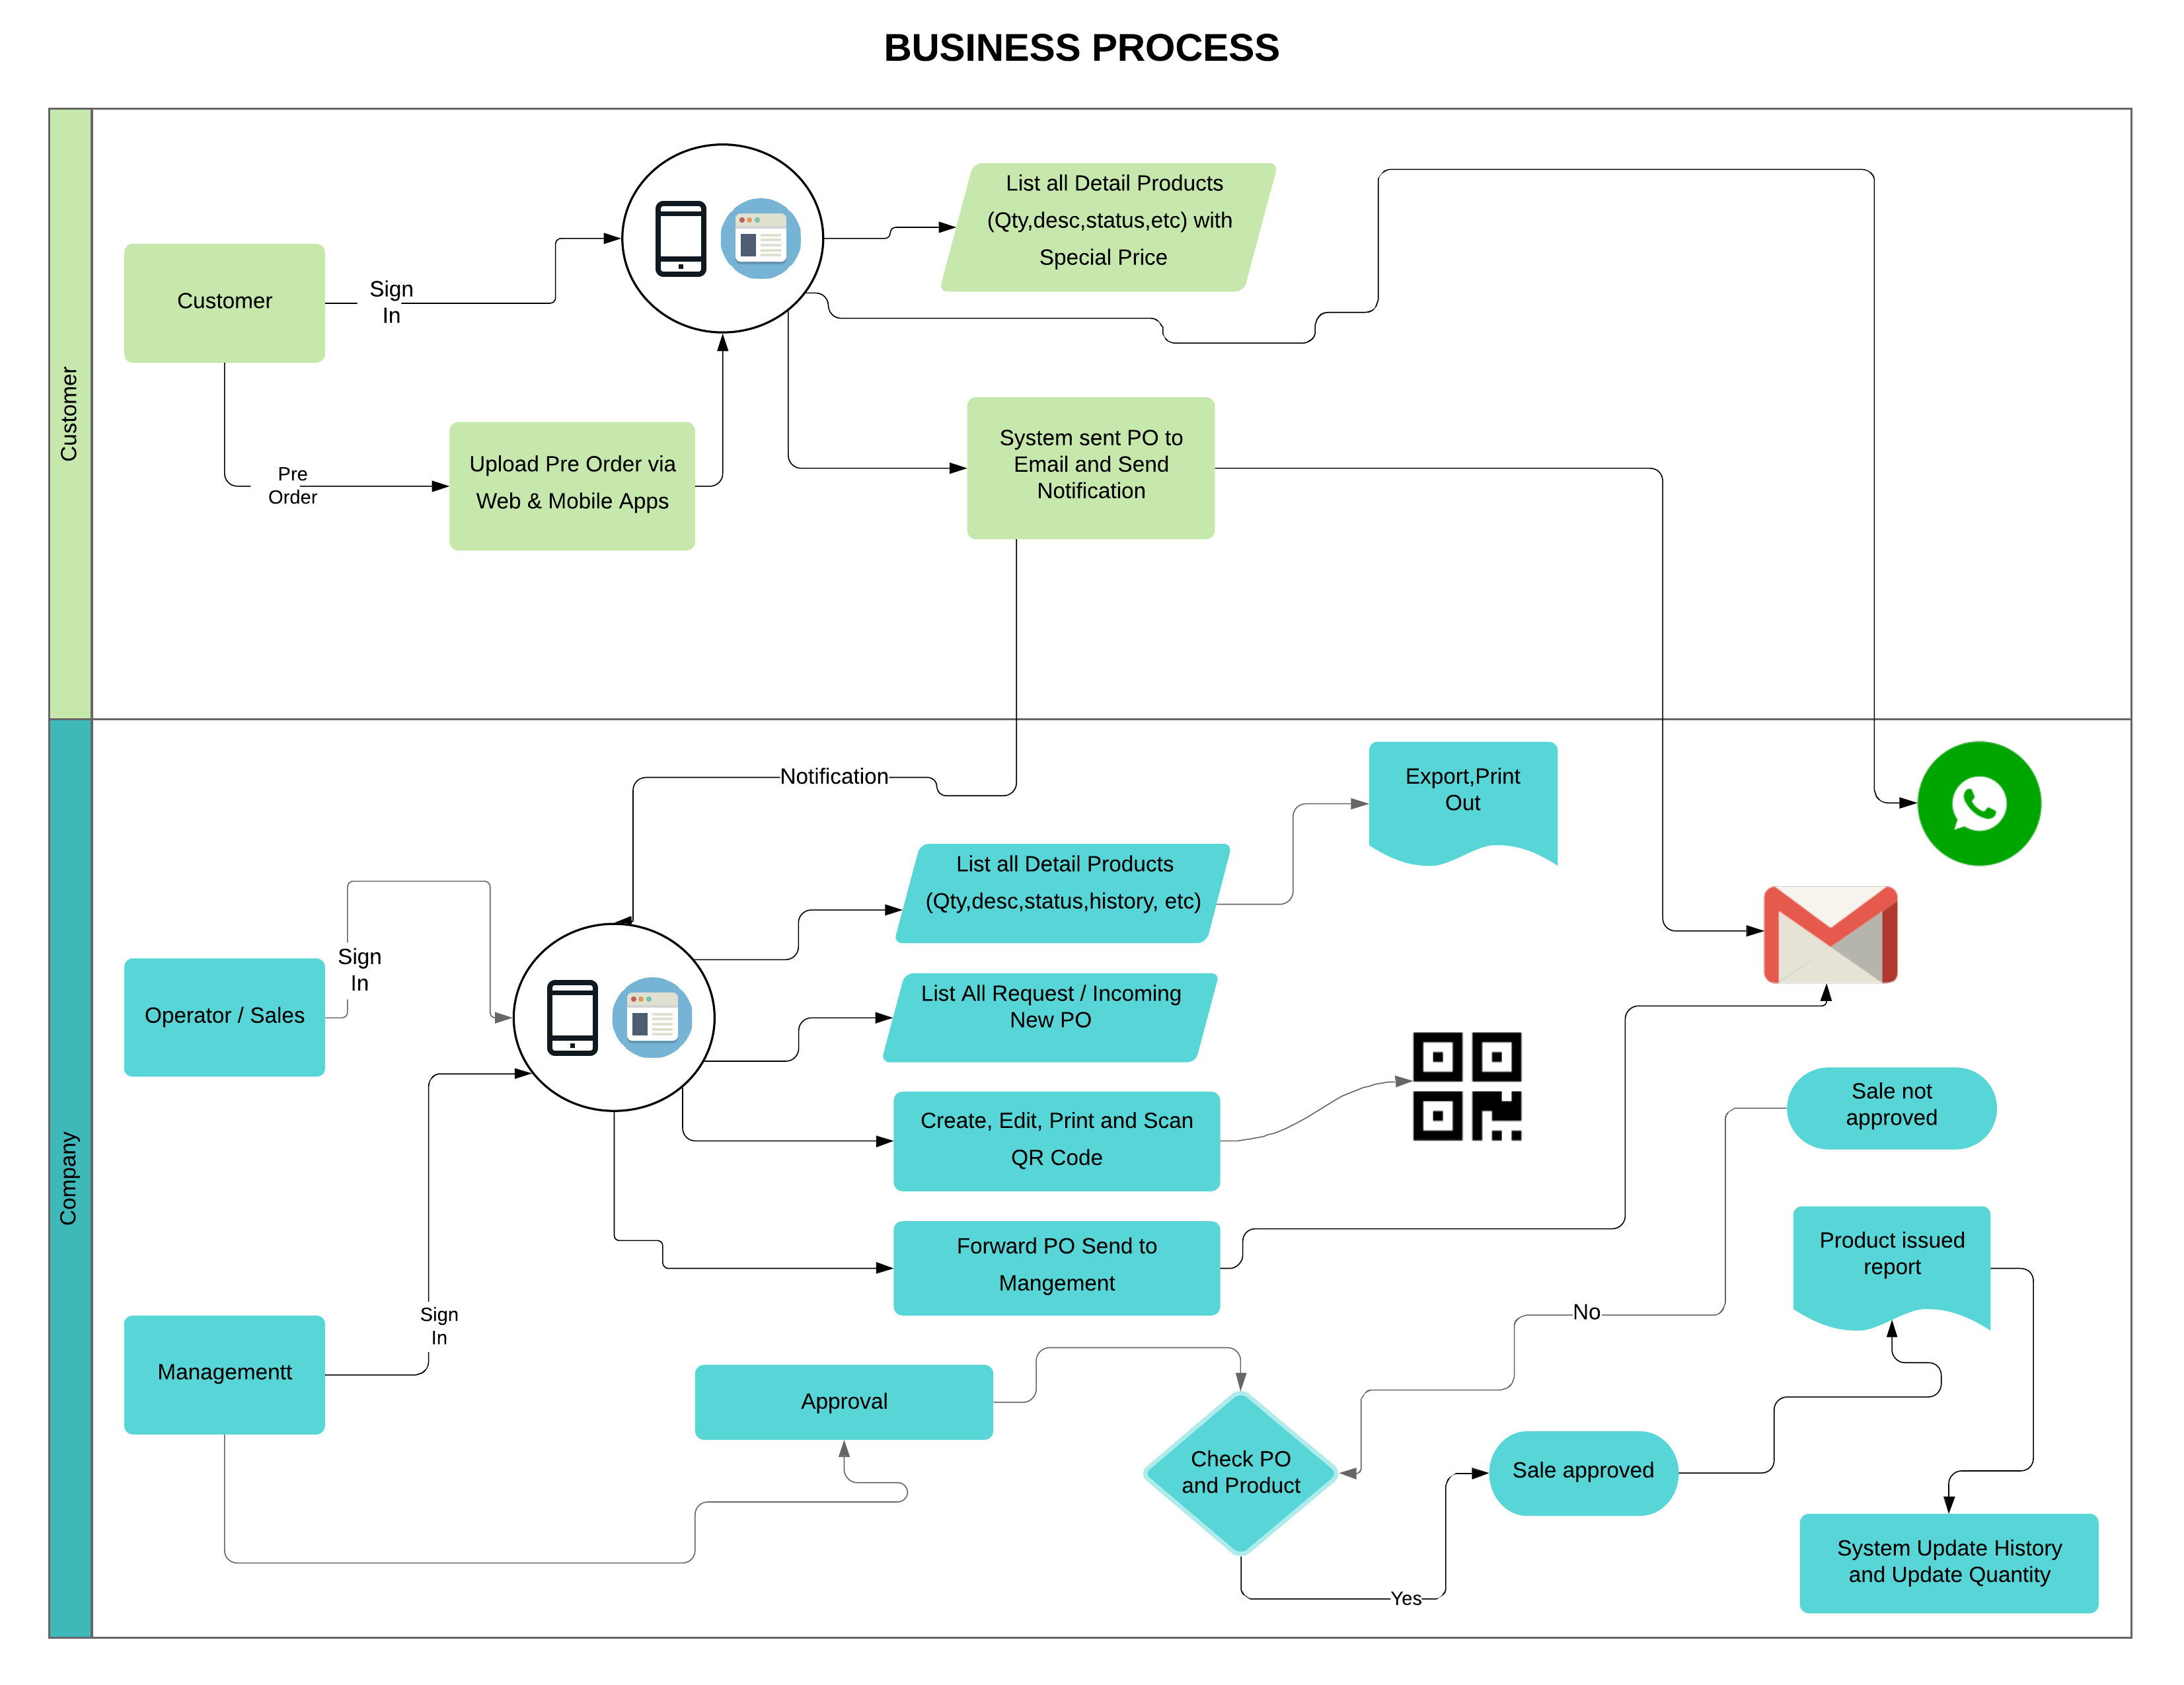 BUSINESS PROCESS
Customer
List all Detail Products
(Qty,desc,status,etc) with
Special Price
Customer
Sign
In
Upload Pre Order via
Web & Mobile Apps
Pre
Order
System sent PO to
Email and Send
Notification
Company
Notification
Export,Print
Out
List all Detail Products
(Qty,desc,status,history, etc)
Operator / Sales
Sign
In
List All Request / Incoming
New PO
Create, Edit, Print and Scan
QR Code
Sale not
approved
Forward PO Send to
Mangement
Product issued
report
Sign
In
No
Managementt
Approval
Check PO
and Product
Sale approved
Yes
System Update History
and Update Quantity